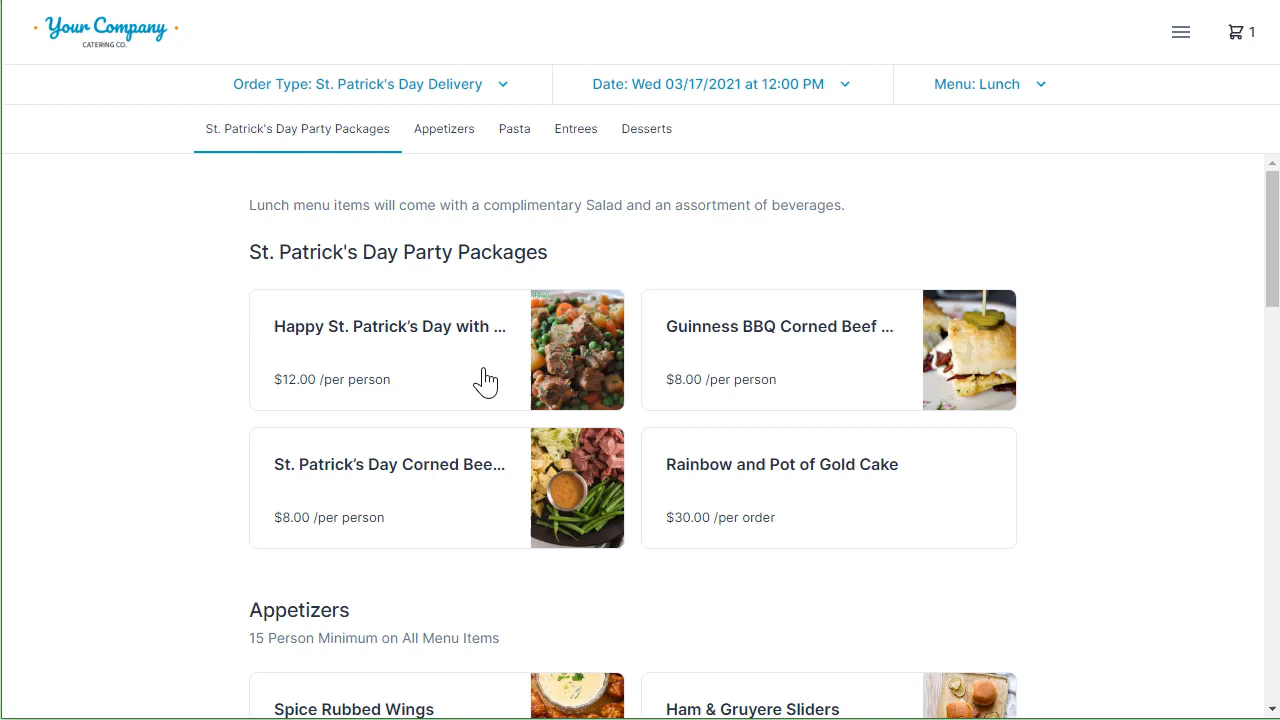 Your Company
CATERING CO.
1
Order Type: St. Patrick's Day Delivery
Date: Wed 03/17/2021 at 12:00 PM
Menu: Lunch
St. Patrick's Day Party Packages
Appetizers
Pasta
Entrees
Desserts
Lunch menu items will come with a complimentary Salad and an assortment of beverages.
St. Patrick's Day Party Packages
Happy St. Patrick’s Day with ...
$12.00 /per person
Guinness BBQ Corned Beef ...
$8.00 /per person
St. Patrick’s Day Corned Bee...
$8.00 /per person
Rainbow and Pot of Gold Cake
$30.00 /per order
Appetizers
15 Person Minimum on All Menu Items
Spice Rubbed Wings
Ham & Gruyere Sliders